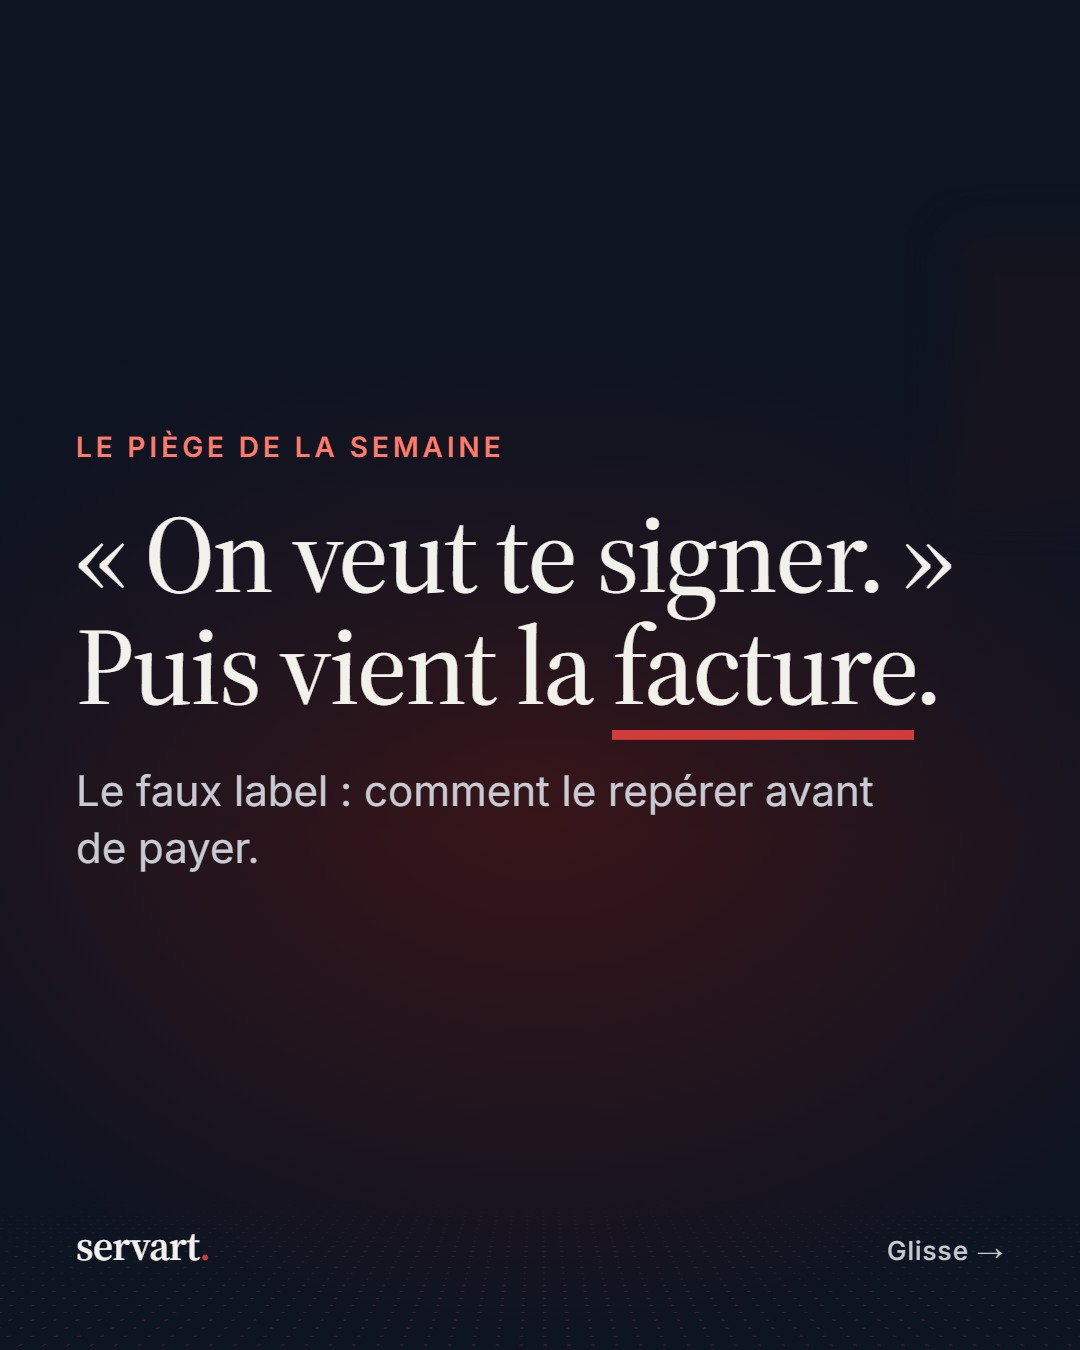 LE PIÈGE DE LA SEMAINE
« On veut te signer. »
Puis vient la facture.
Le faux label : comment le repérer avant
de payer.
servart.
Glisse →